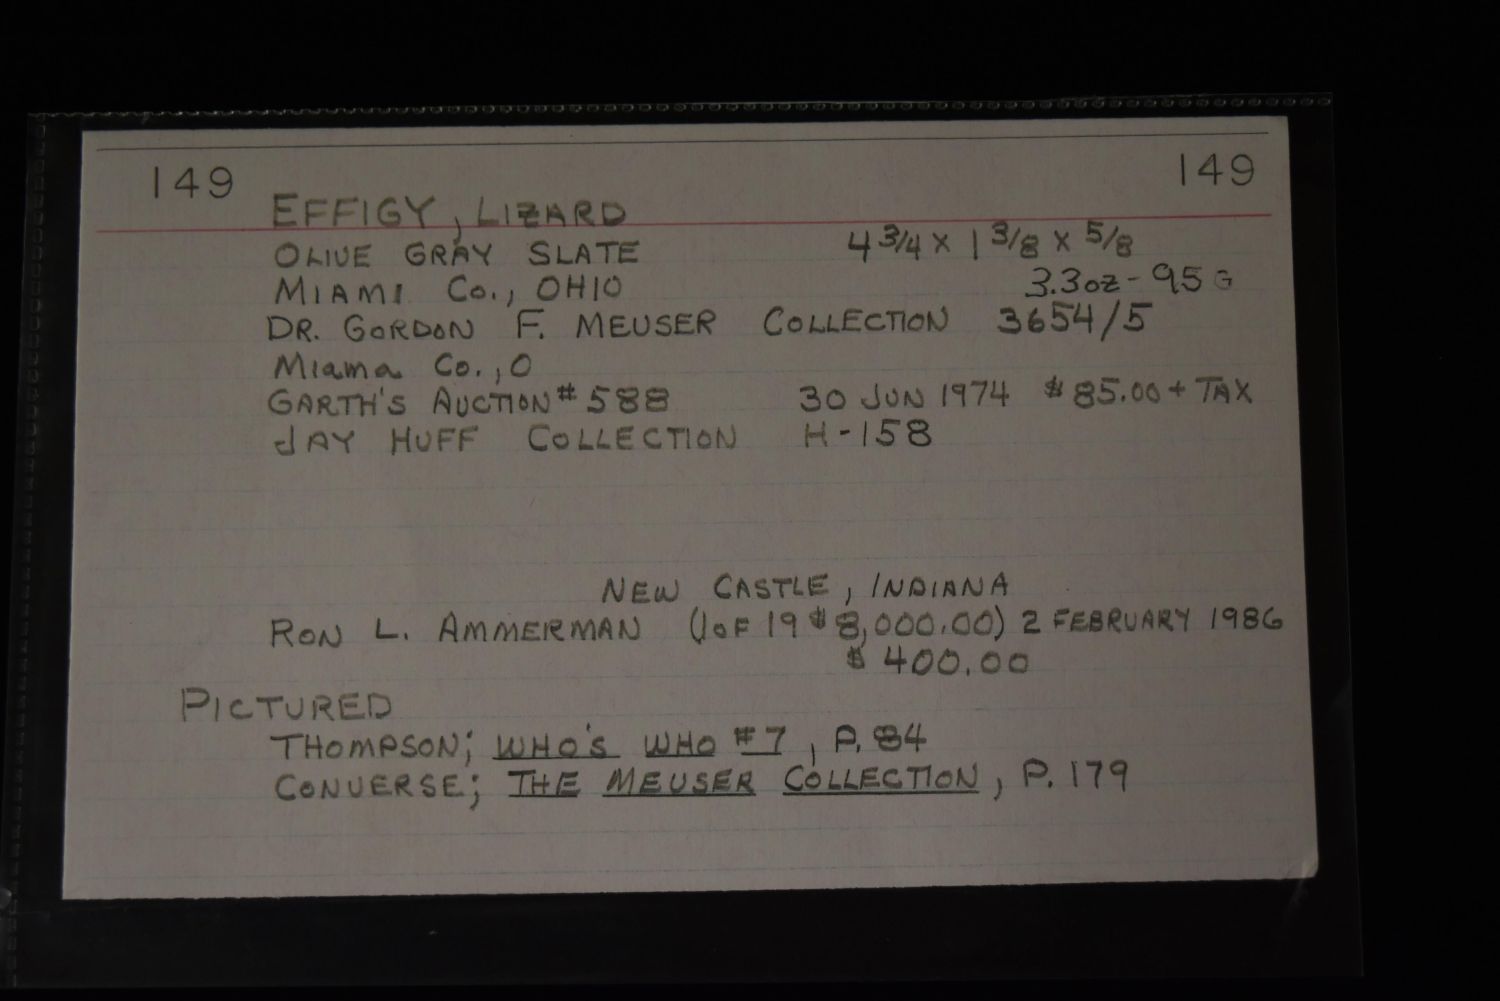 149 149
EFFIGY, LIZARD
OLIVE GRAY SLATE 4 3/4 x 1 3/8 x 5/8
MIAMI Co., OHIO 3.3oz - 95 G
DR. GORDON F. MEUSER COLLECTION 3654/5
Miama Co., O
GARTH'S AUCTION # 588 30 JUN 1974 $85.00 + TAX
JAY HUFF COLLECTION H-158
NEW CASTLE, INDIANA
RON L. AMMERMAN (1 OF 19 $8,000.00) 2 FEBRUARY 1986
$ 400.00
PICTURED
THOMPSON; WHO'S WHO #7, P. 84
CONVERSE; THE MEUSER COLLECTION, P. 179